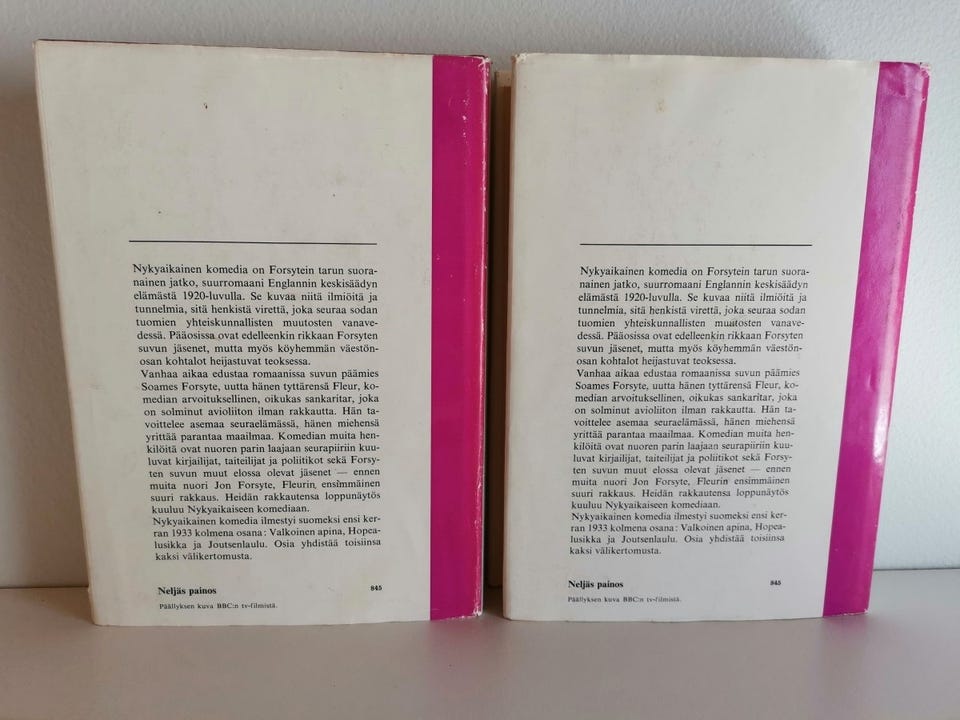 Nykyaikainen komedia on Forsytein tarun suora-
nainen jatko, suurromaani Englannin keskisäädyn
elämästä 1920-luvulla. Se kuvaa niitä ilmiöitä ja
tunnelmia, sitä henkistä virettä, joka seuraa sodan
tuomien yhteiskunnallisten muutosten vanave-
dessä. Pääosissa ovat edelleenkin rikkaan Forsyten
suvun jäsenet, mutta myös köyhemmän väestön-
osan kohtalot heijastuvat teoksessa.
Vanhaa aikaa edustaa romaanissa suvun päämies
Soames Forsyte, uutta hänen tyttärensä Fleur, ko-
median arvoituksellinen, oikukas sankaritar, joka
on solminut avioliiton ilman rakkautta. Hän ta-
voittelee asemaa seuraelämässä, hänen miehensä
yrittää parantaa maailmaa. Komedian muita hen-
kilöitä ovat nuoren parin laajaan seurapiiriin kuu-
luvat kirjailijat, taiteilijat ja poliitikot sekä Forsy-
ten suvun muut elossa olevat jäsenet — ennen
muita nuori Jon Forsyte, Fleurin ensimmäinen
suuri rakkaus. Heidän rakkautensa loppunäytös
kuuluu Nykyaikaiseen komediaan.
Nykyaikainen komedia ilmestyi suomeksi ensi ker-
ran 1933 kolmena osana: Valkoinen apina, Hopea-
lusikka ja Joutsenlaulu. Osia yhdistää toisiinsa
kaksi välikertomusta.
Neljäs painos 845
Päällyksen kuva BBC:n tv-filmistä.
Nykyaikainen komedia on Forsytein tarun suora-
nainen jatko, suurromaani Englannin keskisäädyn
elämästä 1920-luvulla. Se kuvaa niitä ilmiöitä ja
tunnelmia, sitä henkistä virettä, joka seuraa sodan
tuomien yhteiskunnallisten muutosten vanave-
dessä. Pääosissa ovat edelleenkin rikkaan Forsyten
suvun jäsenet, mutta myös köyhemmän väestön-
osan kohtalot heijastuvat teoksessa.
Vanhaa aikaa edustaa romaanissa suvun päämies
Soames Forsyte, uutta hänen tyttärensä Fleur, ko-
median arvoituksellinen, oikukas sankaritar, joka
on solminut avioliiton ilman rakkautta. Hän ta-
voittelee asemaa seuraelämässä, hänen miehensä
yrittää parantaa maailmaa. Komedian muita hen-
kilöitä ovat nuoren parin laajaan seurapiiriin kuu-
luvat kirjailijat, taiteilijat ja poliitikot sekä Forsy-
ten suvun muut elossa olevat jäsenet — ennen
muita nuori Jon Forsyte, Fleurin ensimmäinen
suuri rakkaus. Heidän rakkautensa loppunäytös
kuuluu Nykyaikaiseen komediaan.
Nykyaikainen komedia ilmestyi suomeksi ensi ker-
ran 1933 kolmena osana: Valkoinen apina, Hopea-
lusikka ja Joutsenlaulu. Osia yhdistää toisiinsa
kaksi välikertomusta.
Neljäs painos 845
Päällyksen kuva BBC:n tv-filmistä.